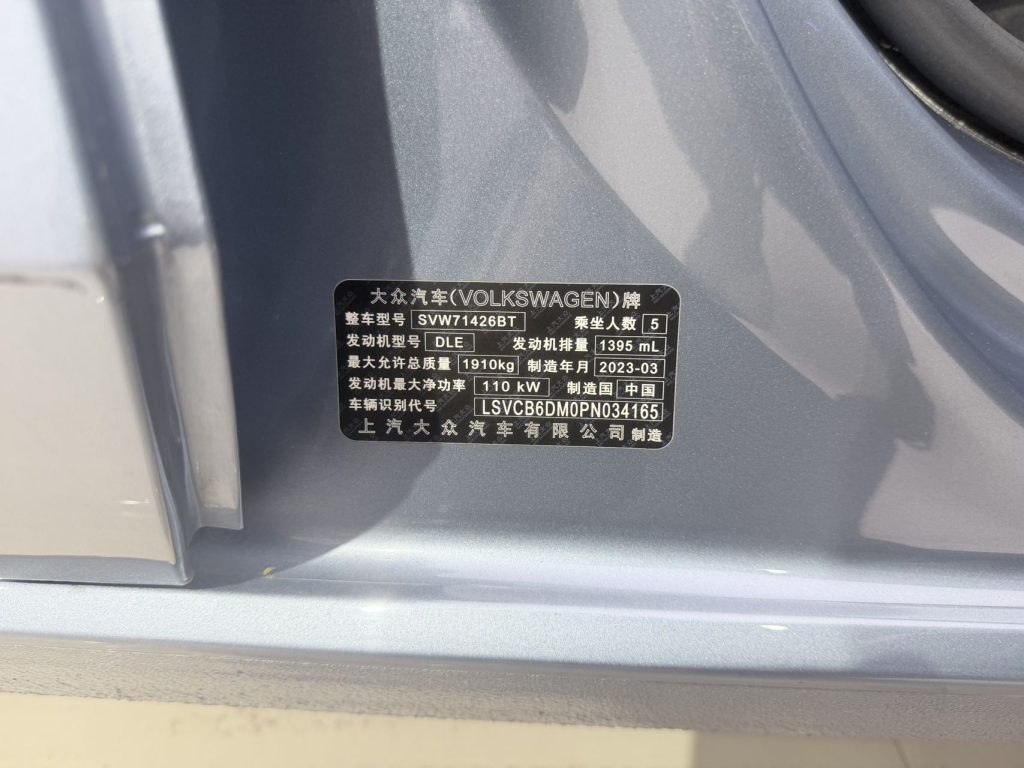 大众汽车(VOLKSWAGEN)牌
整车型号 SVW71426BT 乘坐人数 5
发动机型号 DLE 发动机排量 1395 mL
最大允许总质量 1910kg 制造年月 2023-03
发动机最大净功率 110 kW 制造国 中国
车辆识别代号 LSVCB6DM0PN034165
上汽大众汽车有限公司制造